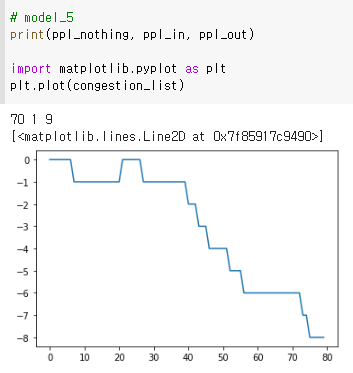 # model_5
print(ppl_nothing, ppl_in, ppl_out)
import matplotlib.pyplot as plt
plt.plot(congestion_list)
70 1 9
[<matplotlib.lines.Line2D at 0x7f85917c9490>]
0
-1
-2
-3
-4
-5
-6
-7
-8
0 10 20 30 40 50 60 70 80